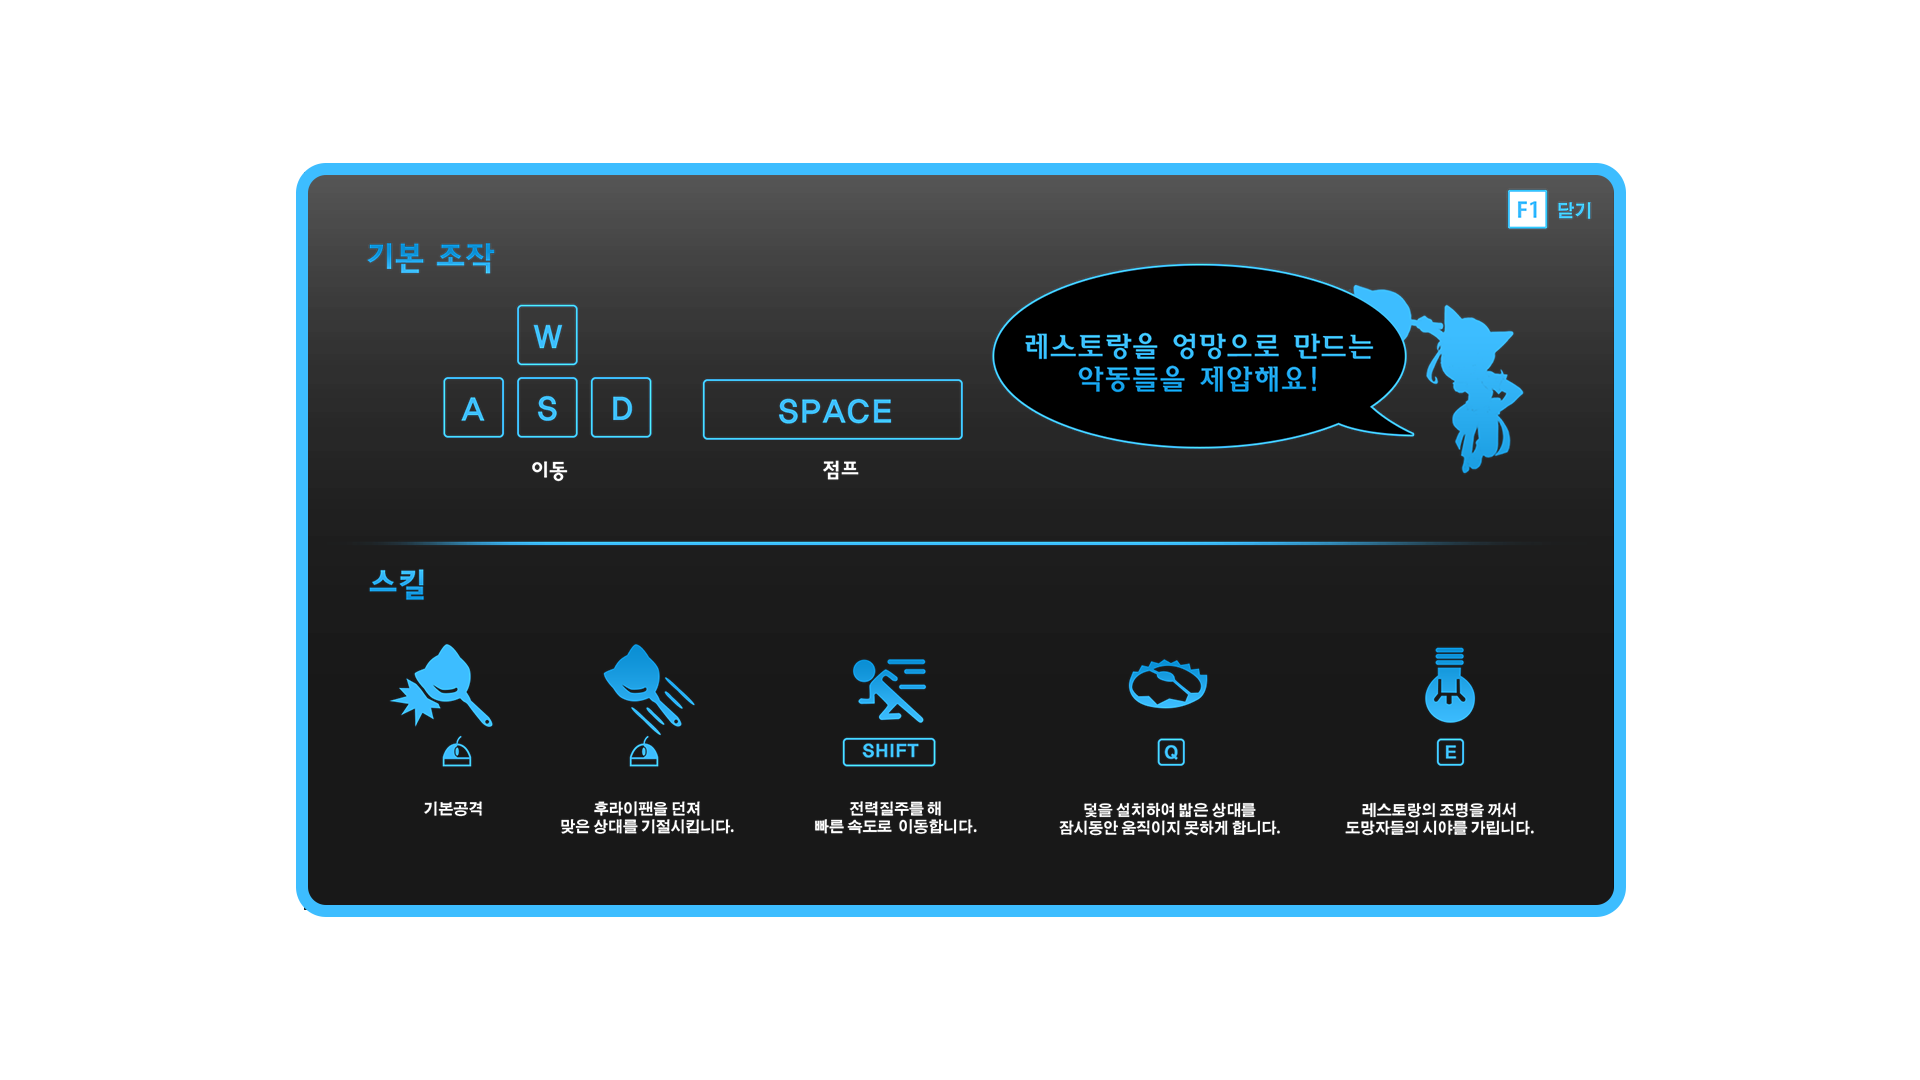 F1 닫기
기본 조작
W
A S D
SPACE
이동
점프
레스토랑을 엉망으로 만드는
악동들을 제압해요!
스킬
SHIFT
Q
E
기본공격
후라이팬을 던져
맞은 상대를 기절시킵니다.
전력질주를 해
빠른 속도로 이동합니다.
덫을 설치하여 밟은 상대를
잠시동안 움직이지 못하게 합니다.
레스토랑의 조명을 꺼서
도망자들의 시야를 가립니다.